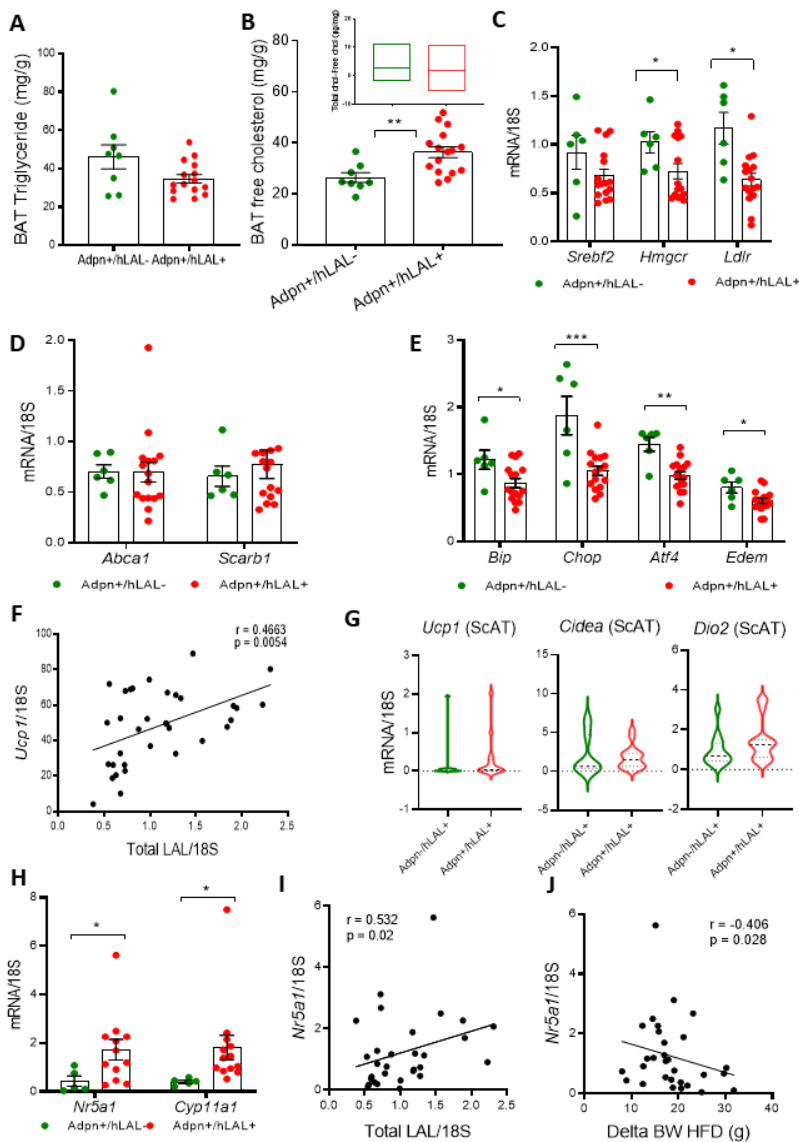 A
BAT Triglyceride (mg/g)
100
80
60
40
20
0
Adpn+/hLAL- Adpn+/hLAL+
B
BAT free cholesterol (mg/g)
80
60
40
20
0
Total chol-Free chol (µg/mg)
20
10
0
-10
**
Adpn+/hLAL-
Adpn+/hLAL+
C
mRNA/18S
2.0
1.5
1.0
0.5
0.0
*
*
Srebf2 Hmgcr Ldlr
Adpn+/hLAL- Adpn+/hLAL+
D
mRNA/18S
2.0
1.5
1.0
0.5
0.0
Abca1 Scarb1
Adpn+/hLAL- Adpn+/hLAL+
E
mRNA/18S
3
2
1
0
*
***
**
*
Bip Chop Atf4 Edem
Adpn+/hLAL- Adpn+/hLAL+
F
Ucp1/18S
100
80
60
40
20
0
r = 0.4663
p = 0.0054
0.0 0.5 1.0 1.5 2.0 2.5
Total LAL/18S
G
mRNA/18S
Ucp1 (ScAT) Cidea (ScAT) Dio2 (ScAT)
3
2
1
0
-1
Adpn-/hLAL+
Adpn+/hLAL+
15
10
5
0
-5
Adpn-/hLAL+
Adpn+/hLAL+
6
4
2
0
-2
Adpn-/hLAL+
Adpn+/hLAL+
H
mRNA/18S
8
6
4
2
0
*
*
Nr5a1 Cyp11a1
Adpn+/hLAL- Adpn+/hLAL+
I
Nr5a1/18S
6
4
2
0
r = 0.532
p = 0.02
0.0 0.5 1.0 1.5 2.0 2.5
Total LAL/18S
J
Nr5a1/18S
6
4
2
0
r = -0.406
p = 0.028
0 10 20 30 40
Delta BW HFD (g)